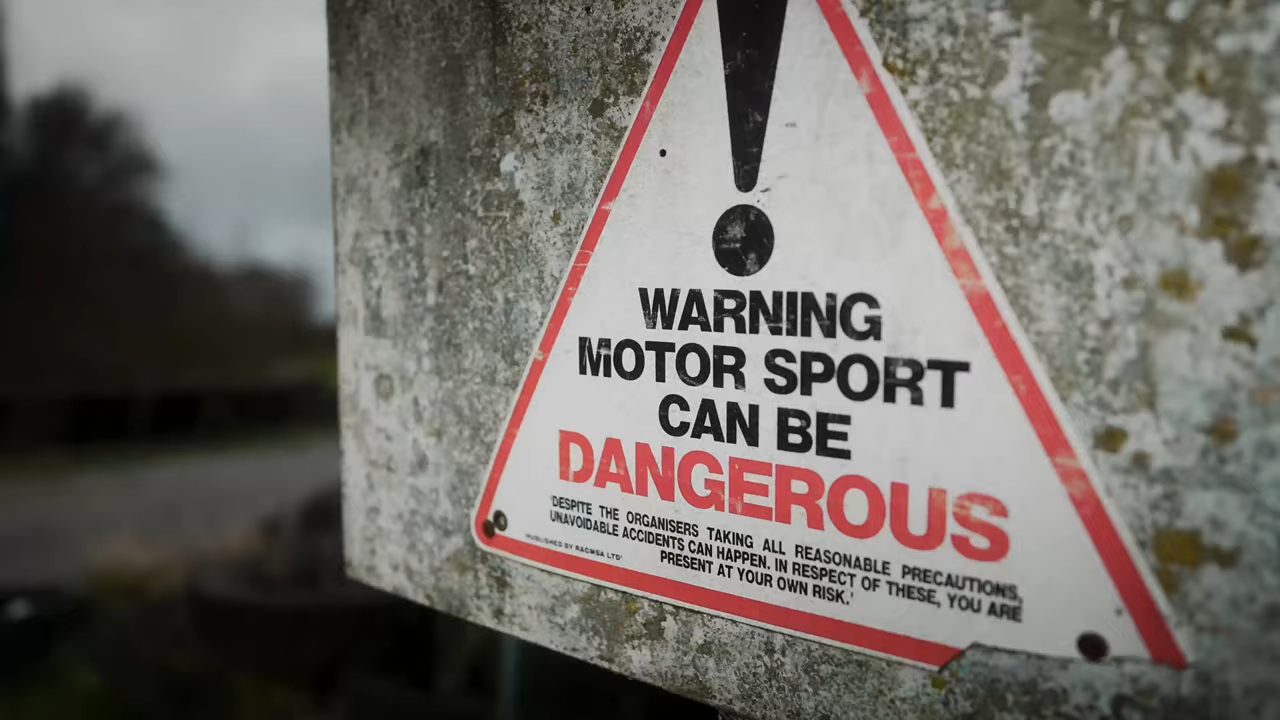 WARNING
MOTOR SPORT
CAN BE
DANGEROUS
'DESPITE THE ORGANISERS TAKING ALL REASONABLE PRECAUTIONS,
UNAVOIDABLE ACCIDENTS CAN HAPPEN. IN RESPECT OF THESE, YOU ARE
PRESENT AT YOUR OWN RISK.'
'PUBLISHED BY RACMSA LTD'